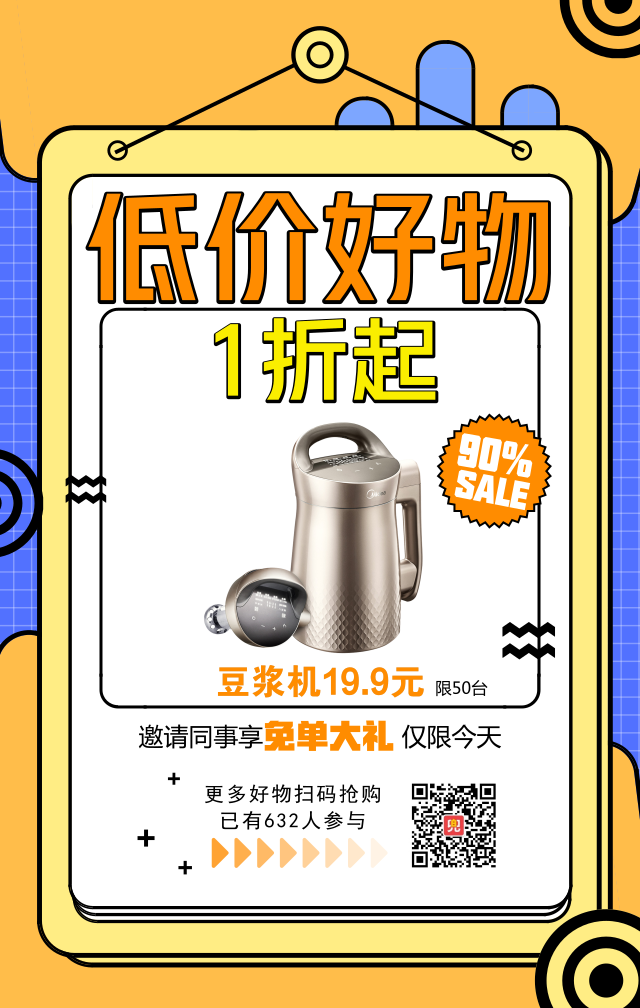 低价好物
1折起
90%
SALE
豆浆机19.9元 限50台
邀请同事享免单大礼 仅限今天
更多好物扫码抢购
已有632人参与
兜